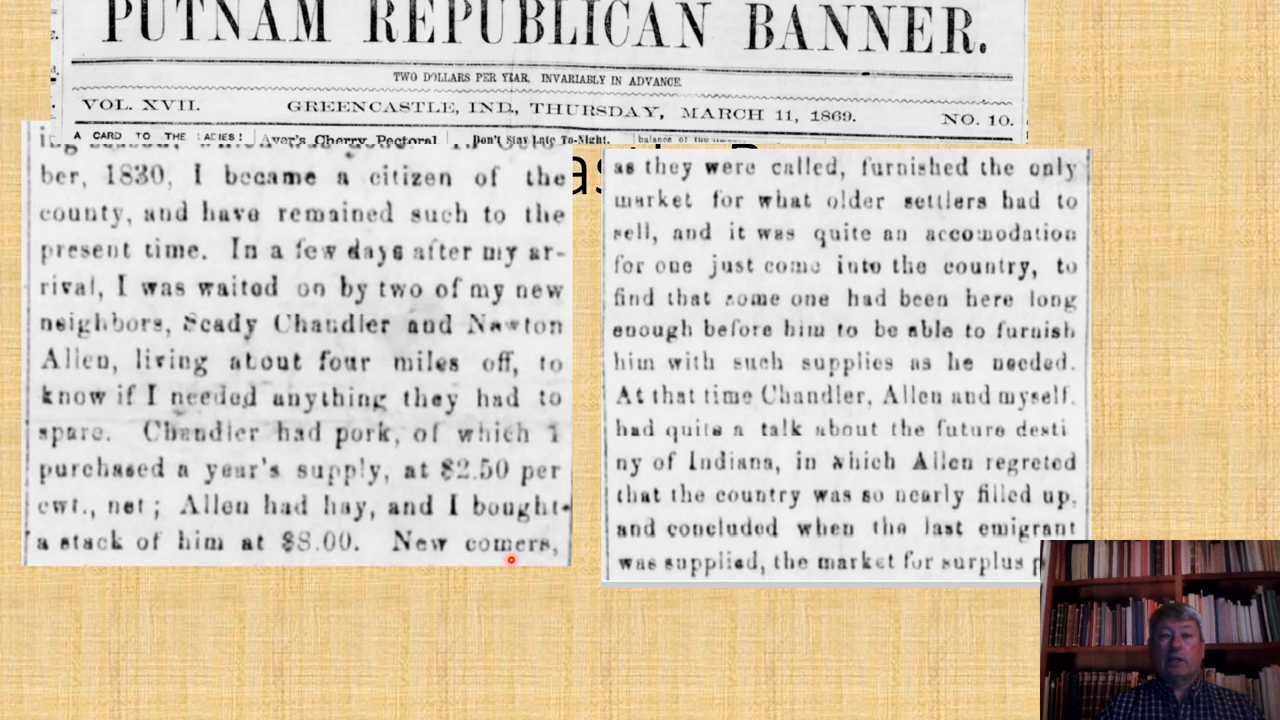 PUTNAM REPUBLICAN BANNER.
TWO DOLLARS PER YEAR, INVARIABLY IN ADVANCE.
VOL. XVII. GREENCASTLE, IND., THURSDAY, MARCH 11, 1869. NO. 10.
A CARD TO THE LADIES! Ayer's Cherry Pectoral Don't Stay Late To-Night. balance of the
as
ber, 1830, I became a citizen of the
county, and have remained such to the
present time. In a few days after my ar-
rival, I was waited on by two of my new
neighbors, Scady Chandler and Newton
Allen, living about four miles off, to
know if I needed anything they had to
spare. Chandler had pork, of which I
purchased a year's supply, at $2.50 per
cwt., net; Allen had hay, and I bought
a stack of him at $8.00. New comers,
as they were called, furnished the only
market for what older settlers had to
sell, and it was quite an accomodation
for one just come into the country, to
find that some one had been here long
enough before him to be able to furnish
him with such supplies as he needed.
At that time Chandler, Allen and myself.
had quite a talk about the future desti
ny of Indiana, in which Allen regreted
that the country was so nearly filled up,
and concluded when the last emigrant
was supplied, the market for surplus